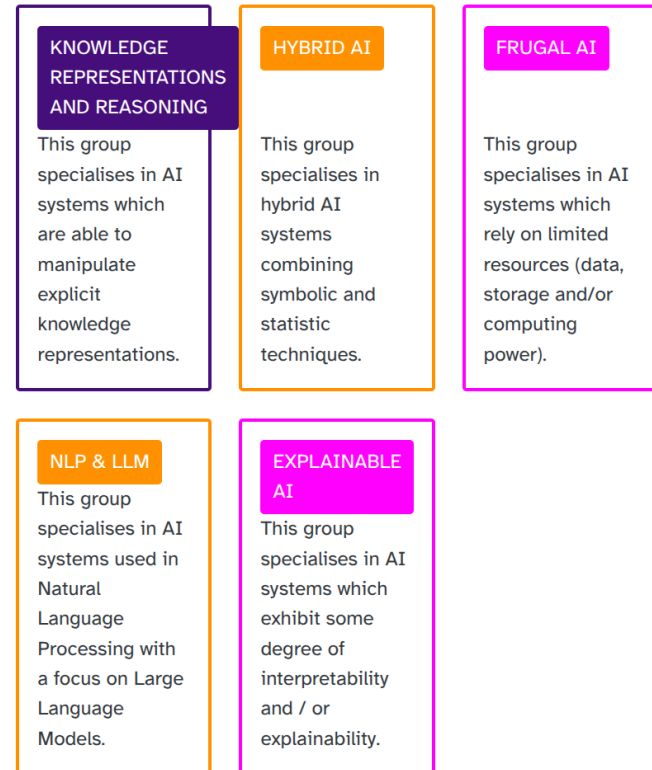 KNOWLEDGE
REPRESENTATIONS
AND REASONING
This group
specialises in AI
systems which
are able to
manipulate
explicit
knowledge
representations.
HYBRID AI
This group
specialises in
hybrid AI
systems
combining
symbolic and
statistic
techniques.
FRUGAL AI
This group
specialises in AI
systems which
rely on limited
resources (data,
storage and/or
computing
power).
NLP & LLM
This group
specialises in AI
systems used in
Natural
Language
Processing with
a focus on Large
Language
Models.
EXPLAINABLE
AI
This group
specialises in AI
systems which
exhibit some
degree of
interpretability
and / or
explainability.